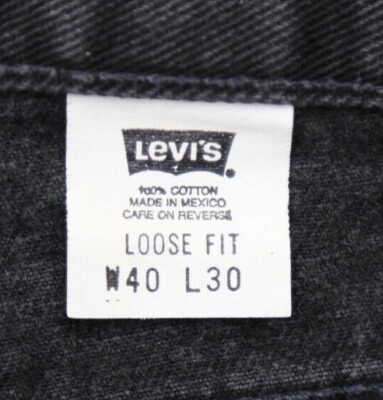 LEVI'S
®
100% COTTON
MADE IN MEXICO
CARE ON REVERSE
LOOSE FIT
W40 L30